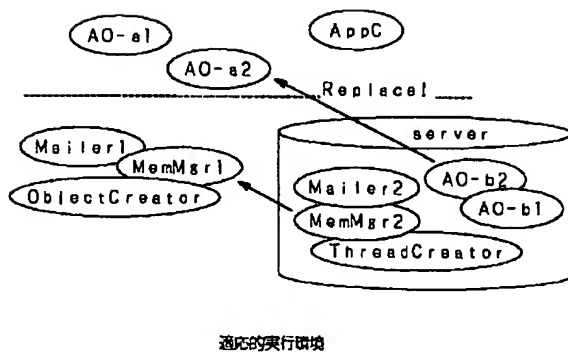 AO-a1
AppC
AO-a2
Replace!
server
Mailer1
MemMgr1
ObjectCreator
Mailer2
AO-b2
AO-b1
MemMgr2
ThreadCreator
適応的実行環境